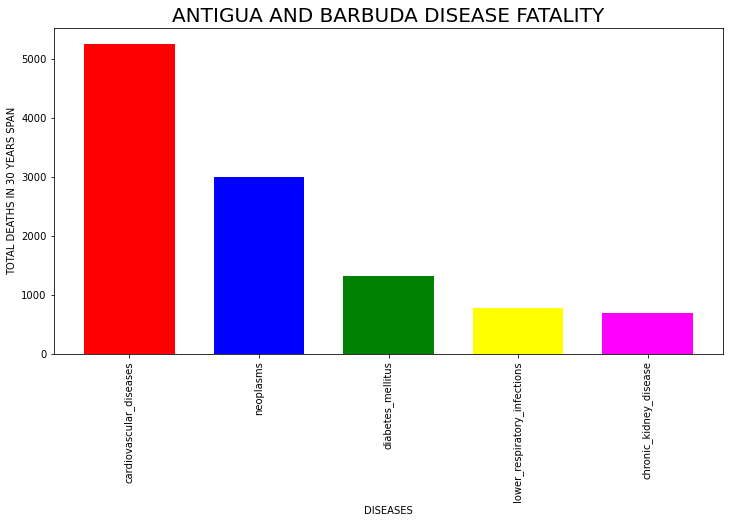 ANTIGUA AND BARBUDA DISEASE FATALITY
TOTAL DEATHS IN 30 YEARS SPAN
5000
4000
3000
2000
1000
0
cardiovascular_diseases
neoplasms
diabetes_mellitus
lower_respiratory_infections
chronic_kidney_disease
DISEASES